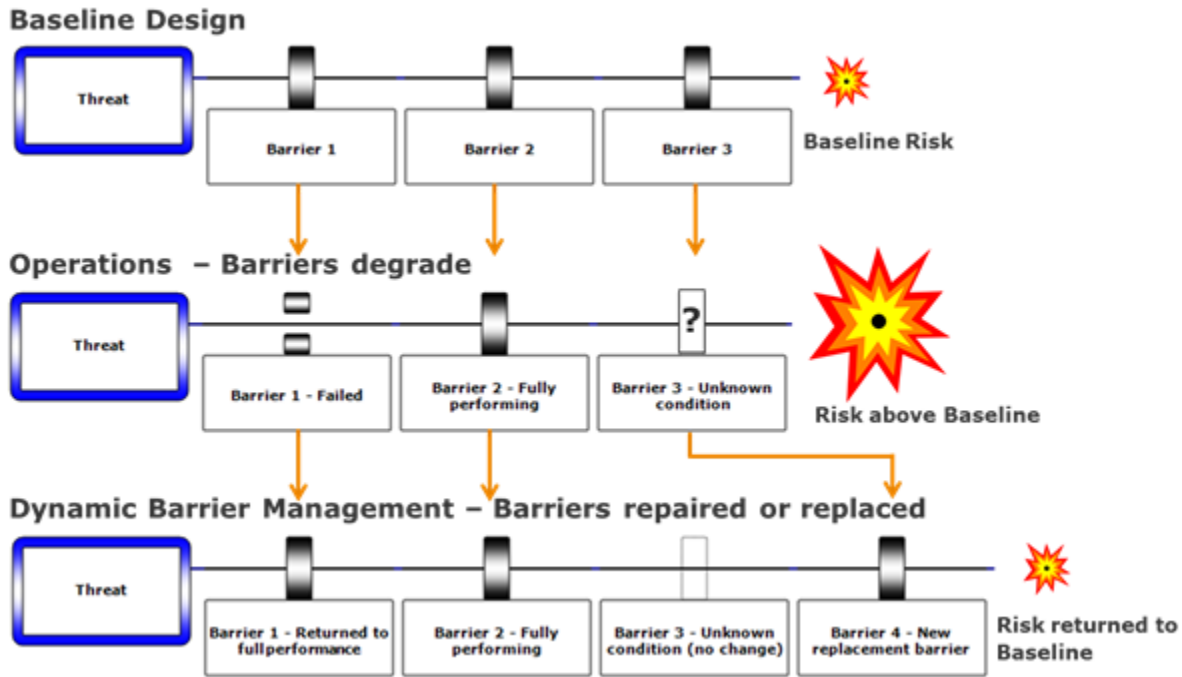 Baseline Design
Threat
Barrier 1
Barrier 2
Barrier 3
Baseline Risk
Operations – Barriers degrade
?
Threat
Barrier 1 - Failed
Barrier 2 - Fully
performing
Barrier 3 - Unknown
condition
Risk above Baseline
Dynamic Barrier Management – Barriers repaired or replaced
Threat
Barrier 1 - Returned to
full performance
Barrier 2 - Fully
performing
Barrier 3 - Unknown
condition (no change)
Barrier 4 - New
replacement barrier
Risk returned to
Baseline